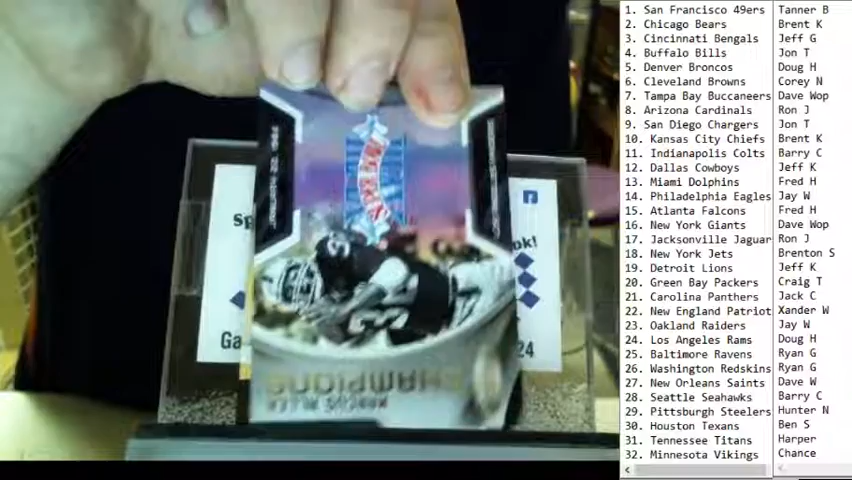 1. San Francisco 49ers Tanner B
2. Chicago Bears Brent K
3. Cincinnati Bengals Jeff G
4. Buffalo Bills Jon T
5. Denver Broncos Doug H
6. Cleveland Browns Corey N
7. Tampa Bay Buccaneers Dave Wop
8. Arizona Cardinals Ron J
9. San Diego Chargers Jon T
10. Kansas City Chiefs Brent K
11. Indianapolis Colts Barry C
12. Dallas Cowboys Jeff K
13. Miami Dolphins Fred H
14. Philadelphia Eagles Jay W
15. Atlanta Falcons Fred H
16. New York Giants Dave Wop
17. Jacksonville Jaguar Ron J
18. New York Jets Brenton S
19. Detroit Lions Jeff K
20. Green Bay Packers Craig T
21. Carolina Panthers Jack C
22. New England Patriot Xander W
23. Oakland Raiders Jay W
24. Los Angeles Rams Doug H
25. Baltimore Ravens Ryan G
26. Washington Redskins Ryan G
27. New Orleans Saints Dave W
28. Seattle Seahawks Barry C
29. Pittsburgh Steelers Hunter N
30. Houston Texans Ben S
31. Tennessee Titans Harper
32. Minnesota Vikings Chance
Sp
ok!
Ga
24
CHAMPIONS
MARCUS ALLEN